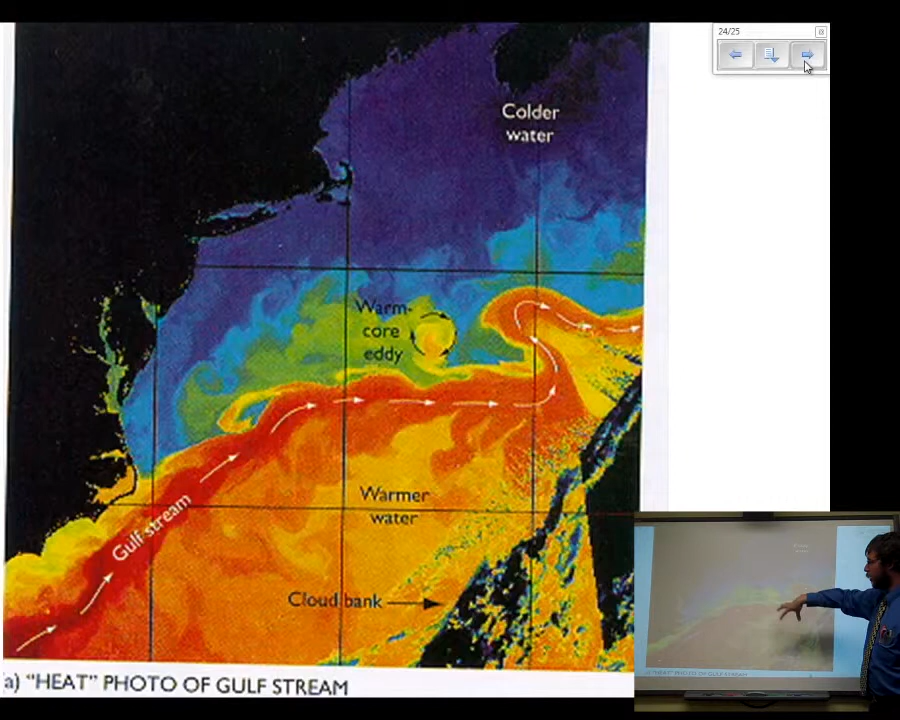 24/25
Colder
water
Warm-
core
eddy
Warmer
water
Gulf stream
Cloud bank
a) "HEAT" PHOTO OF GULF STREAM